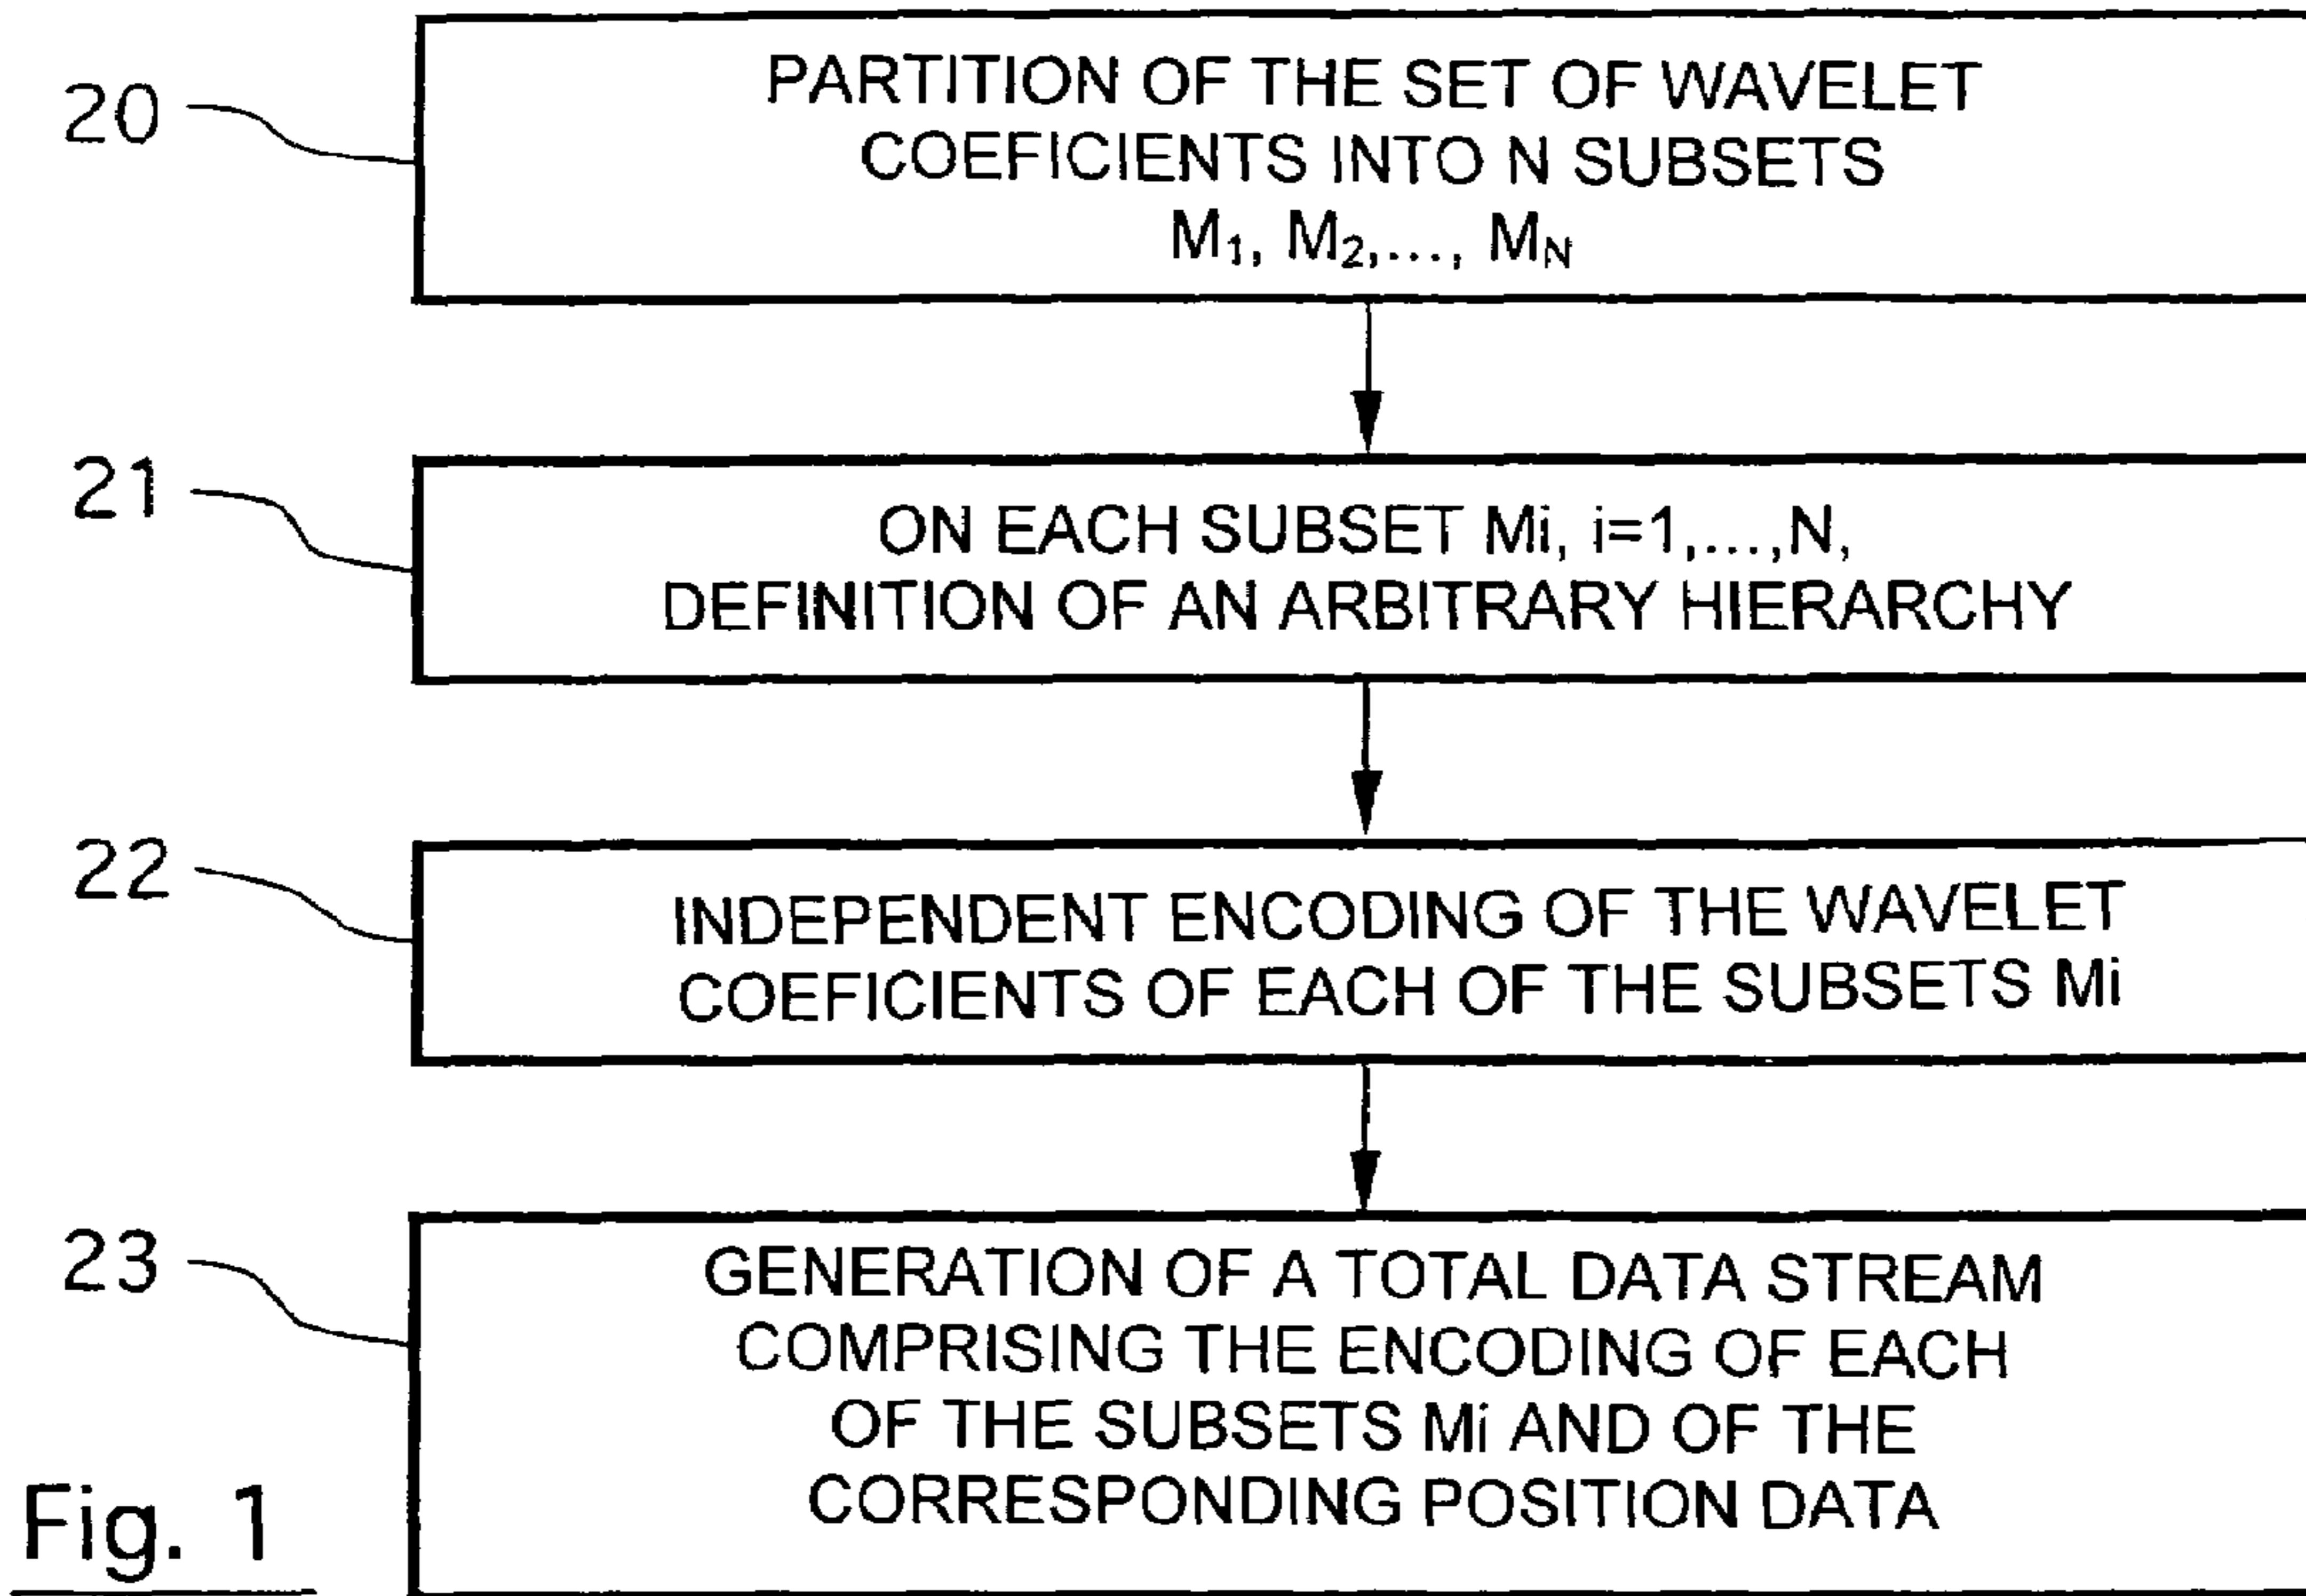 20
PARTITION OF THE SET OF WAVELET
COEFICIENTS INTO N SUBSETS
M₁, M₂,..., M_N
21
ON EACH SUBSET Mi, i=1,...,N,
DEFINITION OF AN ARBITRARY HIERARCHY
22
INDEPENDENT ENCODING OF THE WAVELET
COEFICIENTS OF EACH OF THE SUBSETS Mi
23
GENERATION OF A TOTAL DATA STREAM
COMPRISING THE ENCODING OF EACH
OF THE SUBSETS Mi AND OF THE
CORRESPONDING POSITION DATA
Fig. 1